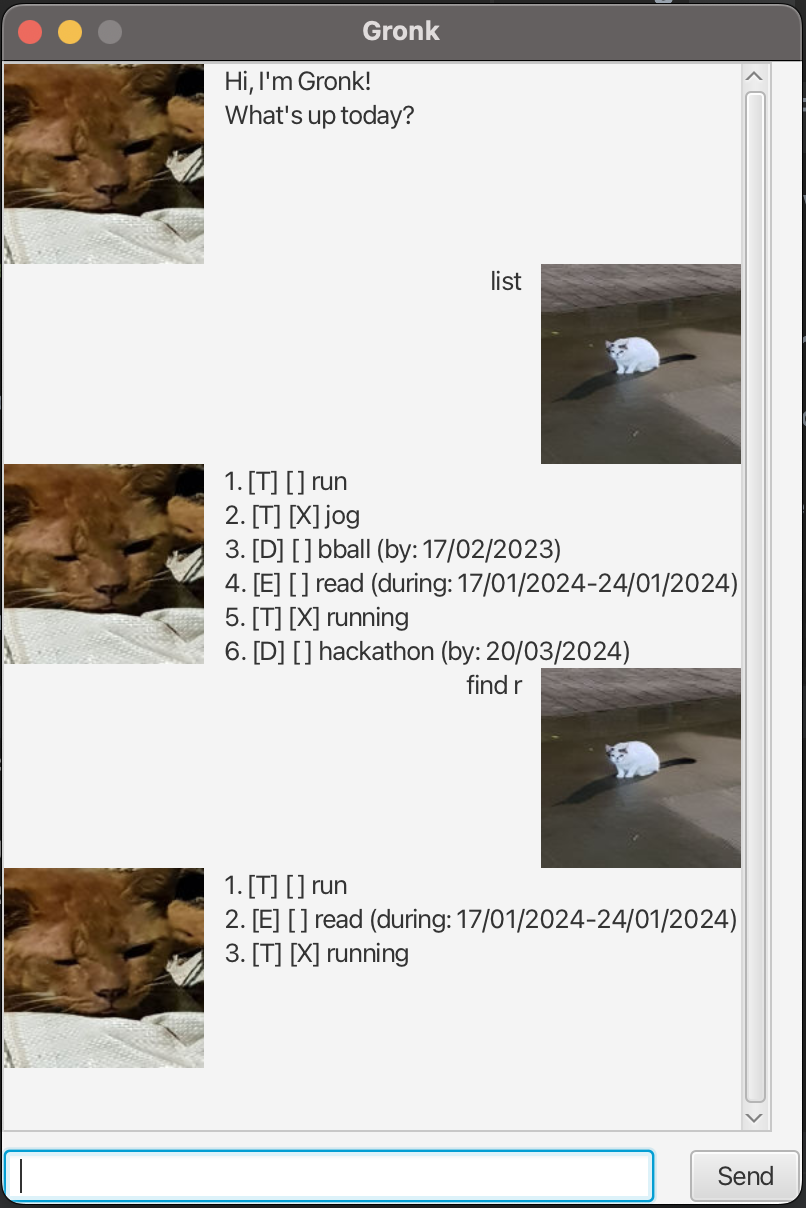 Gronk
Hi, I'm Gronk!
What's up today?
list
1. [T] [ ] run
2. [T] [X] jog
3. [D] [ ] bball (by: 17/02/2023)
4. [E] [ ] read (during: 17/01/2024-24/01/2024)
5. [T] [X] running
6. [D] [ ] hackathon (by: 20/03/2024)
find r
1. [T] [ ] run
2. [E] [ ] read (during: 17/01/2024-24/01/2024)
3. [T] [X] running
Send